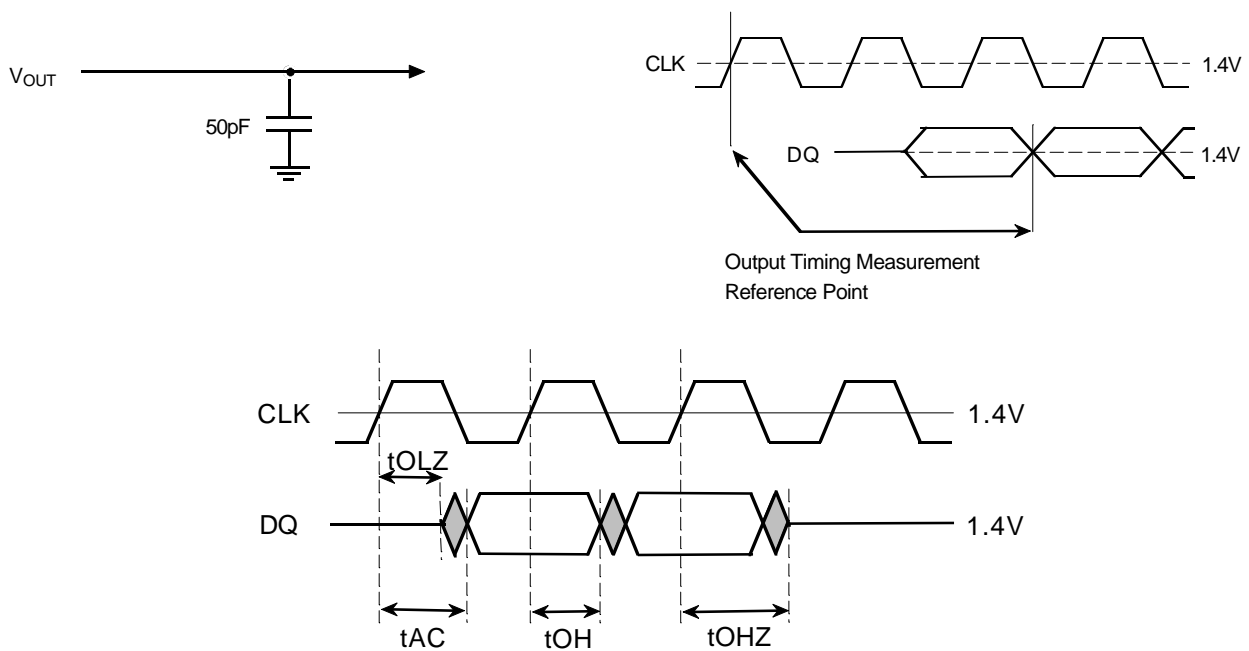 VOUT
50pF
CLK
1.4V
DQ
1.4V
Output Timing Measurement
Reference Point
CLK
1.4V
tOLZ
DQ
1.4V
tAC
tOH
tOHZ